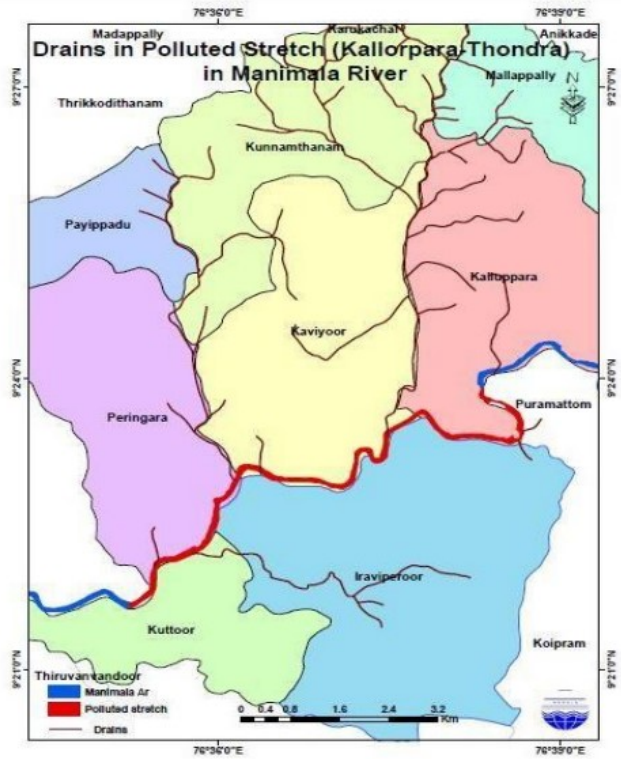 76°36'0"E
76°39'0"E
Madappally
Karukachal
Anikkade
Drains in Polluted Stretch (Kallorpara-Thondra)
in Manimala River
9°27'0"N
9°27'0"N
Mallappally
N
Thrikkodithanam
Kunnamthanam
Payippadu
Kalluppara
Kaviyoor
9°24'0"N
9°24'0"N
Puramattom
Peringara
Iraviperoor
Kuttoor
Koipram
9°21'0"N
9°21'0"N
Thiruvanvandoor
Manimala Ar
Polluted stretch
Drains
0 0.4 0.8 1.6 2.4 3.2
Km
76°36'0"E
76°39'0"E